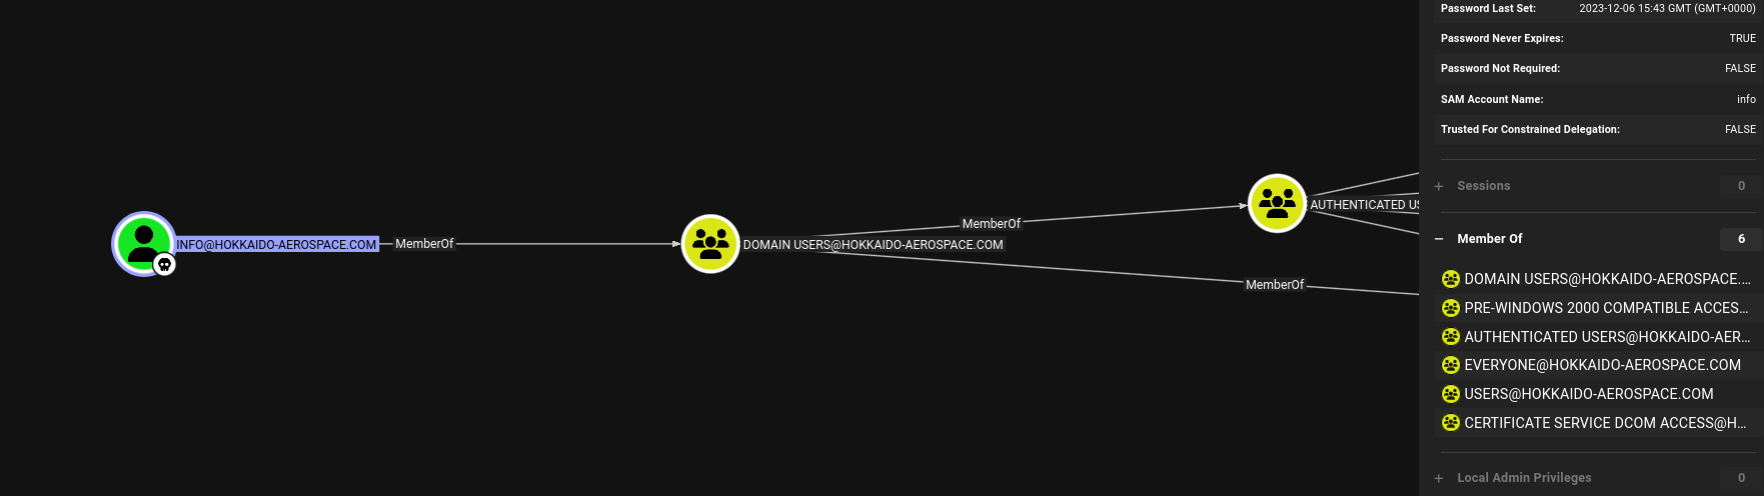 Password Last Set: 2023-12-06 15:43 GMT (GMT+0000)
Password Never Expires: TRUE
Password Not Required: FALSE
SAM Account Name: info
Trusted For Constrained Delegation: FALSE
Sessions 0
Member Of 6
DOMAIN USERS@HOKKAIDO-AEROSPACE....
PRE-WINDOWS 2000 COMPATIBLE ACCES...
AUTHENTICATED USERS@HOKKAIDO-AER...
EVERYONE@HOKKAIDO-AEROSPACE.COM
USERS@HOKKAIDO-AEROSPACE.COM
CERTIFICATE SERVICE DCOM ACCESS@H...
Local Admin Privileges 0
INFO@HOKKAIDO-AEROSPACE.COM
MemberOf
DOMAIN USERS@HOKKAIDO-AEROSPACE.COM
MemberOf
AUTHENTICATED US
MemberOf